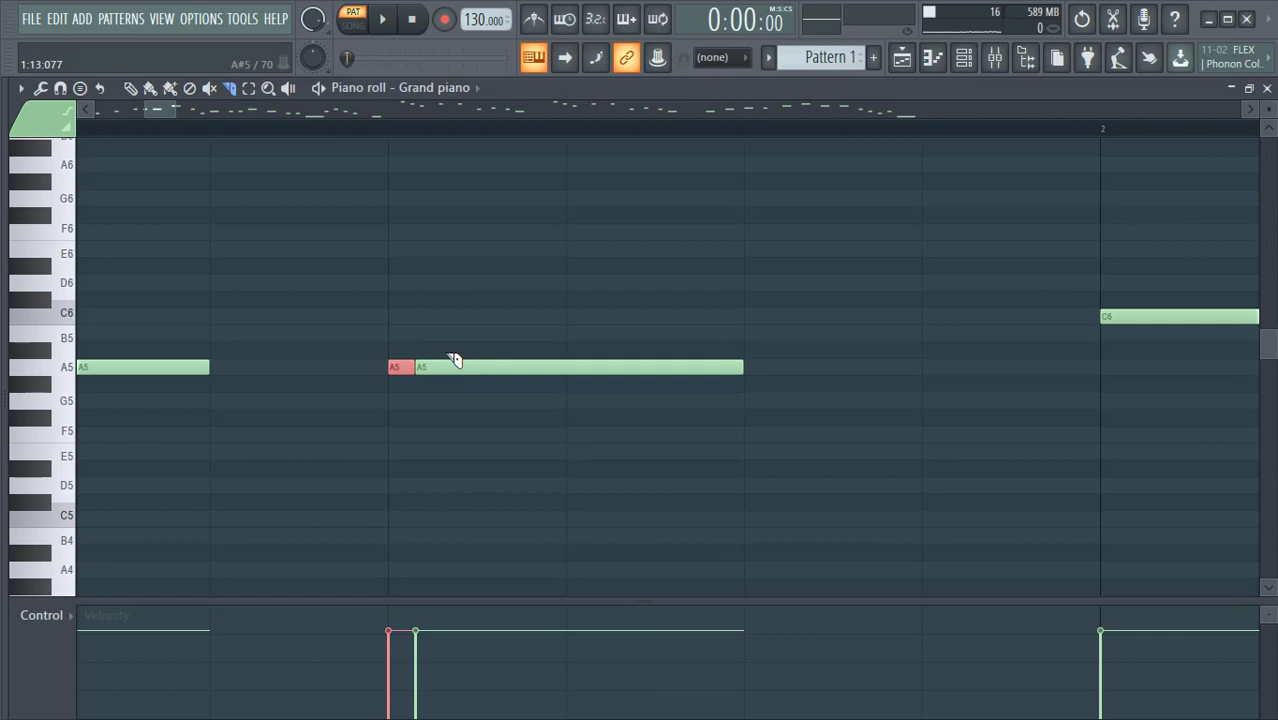 FILE EDIT ADD PATTERNS VIEW OPTIONS TOOLS HELP
PAT
SONG
130.000
3.2.
0:00:00
M:S:CS
16
589 MB
0
1:13:077
A#5 / 70
(none)
Pattern 1
11-02 FLEX
Phonon Col..
Piano roll - Grand piano
2
A6
G6
F6
E6
D6
C6
C6
B5
A5
A5
A5
A5
G5
F5
E5
D5
C5
B4
A4
Control
Velocity